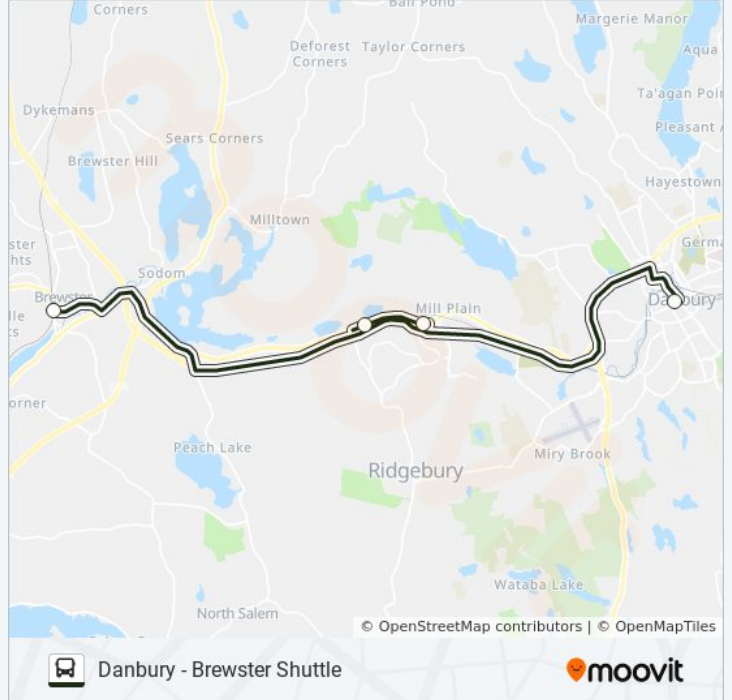 Corners
Ball Pond
Margerie Manor
Deforest
Corners
Taylor Corners
Aqua
Ta'agan Poi
Dykemans
Pleasant
Sears Corners
Brewster Hill
Hayestown
Milltown
ster
hts
Germa
Sodom
Brewster
Danbury
Mill Plain
lle
ts
orner
Peach Lake
Miry Brook
Ridgebury
Wataba Lake
North Salem
© OpenStreetMap contributors | © OpenMapTiles
Danbury - Brewster Shuttle
moovit